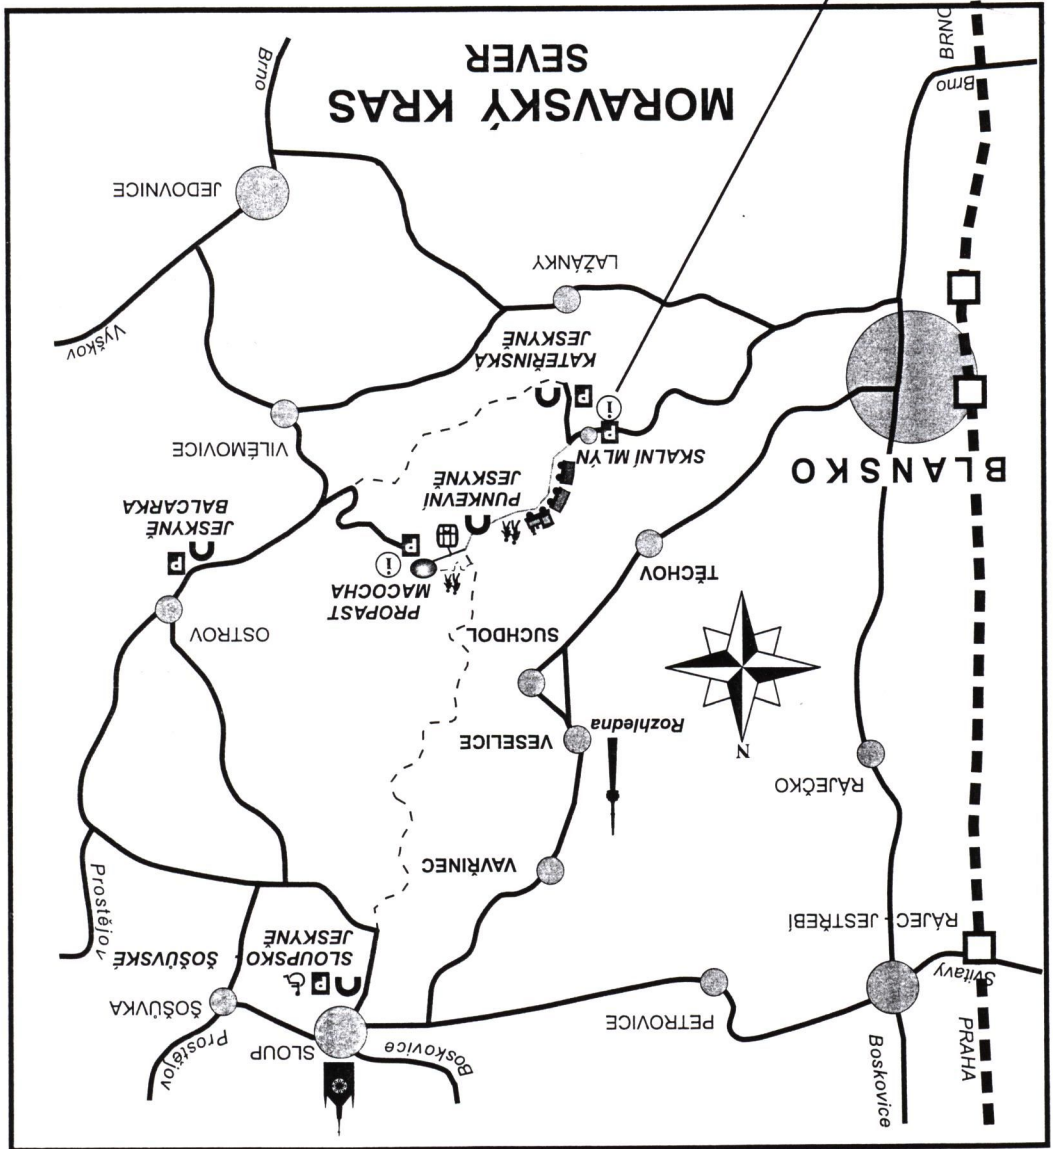 Boskovice
PRAHA
Boskovice
SLOUP
Prostějov
PETROVICE
ŠOŠŮVKA
Svitavy
P
SLOUPSKO - ŠOŠŮVSKÉ
JESKYNĚ
RÁJEC - JESTŘEBÍ
Prostějov
VAVŘINEC
RÁJEČKO
N
VESELICE
Rozhledna
SUCHDOL
OSTROV
PROPAST
MACOCHA
i
P
TĚCHOV
P
JESKYNĚ
BALCARKA
PUNKEVNÍ
JESKYNĚ
BLANSKO
SKALNÍ MLÝN
P
i
VILÉMOVICE
P
KATEŘINSKÁ
JESKYNĚ
Vyškov
LAŽÁNKY
JEDOVNICE
MORAVSKÝ KRAS
SEVER
Brno
Brno
BRNO